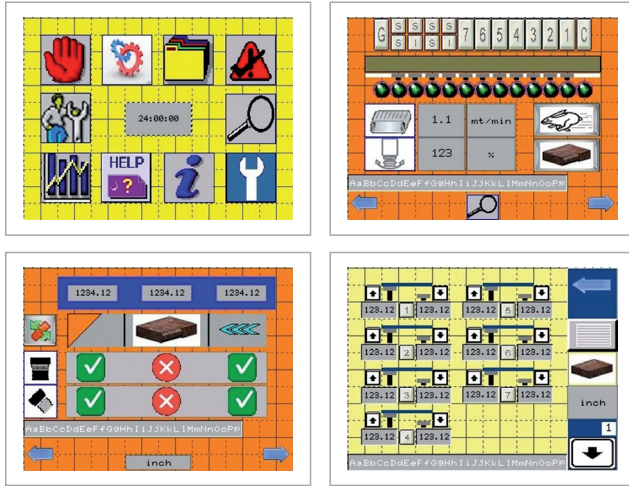 24:00:00
HELP
?
i
G S S S S 7 6 5 4 3 2 1 C
S I S I
1.1 mt/min
123 %
AaBbCcDdEeFfGgHhIiJjKkLlMmNnOoPp
1234.12 1234.12 1234.12
AaBbCcDdEeFfGgHhIiJjKkLlMmNnOoPp
inch
123.12 1 123.12 123.12 5 123.12
123.12 2 123.12 123.12 6 123.12
123.12 3 123.12 123.12 7 123.12
123.12 4 123.12
inch
1
AaBbCcDdEeFfGgHhIiJjKkLlMmNnOoPp